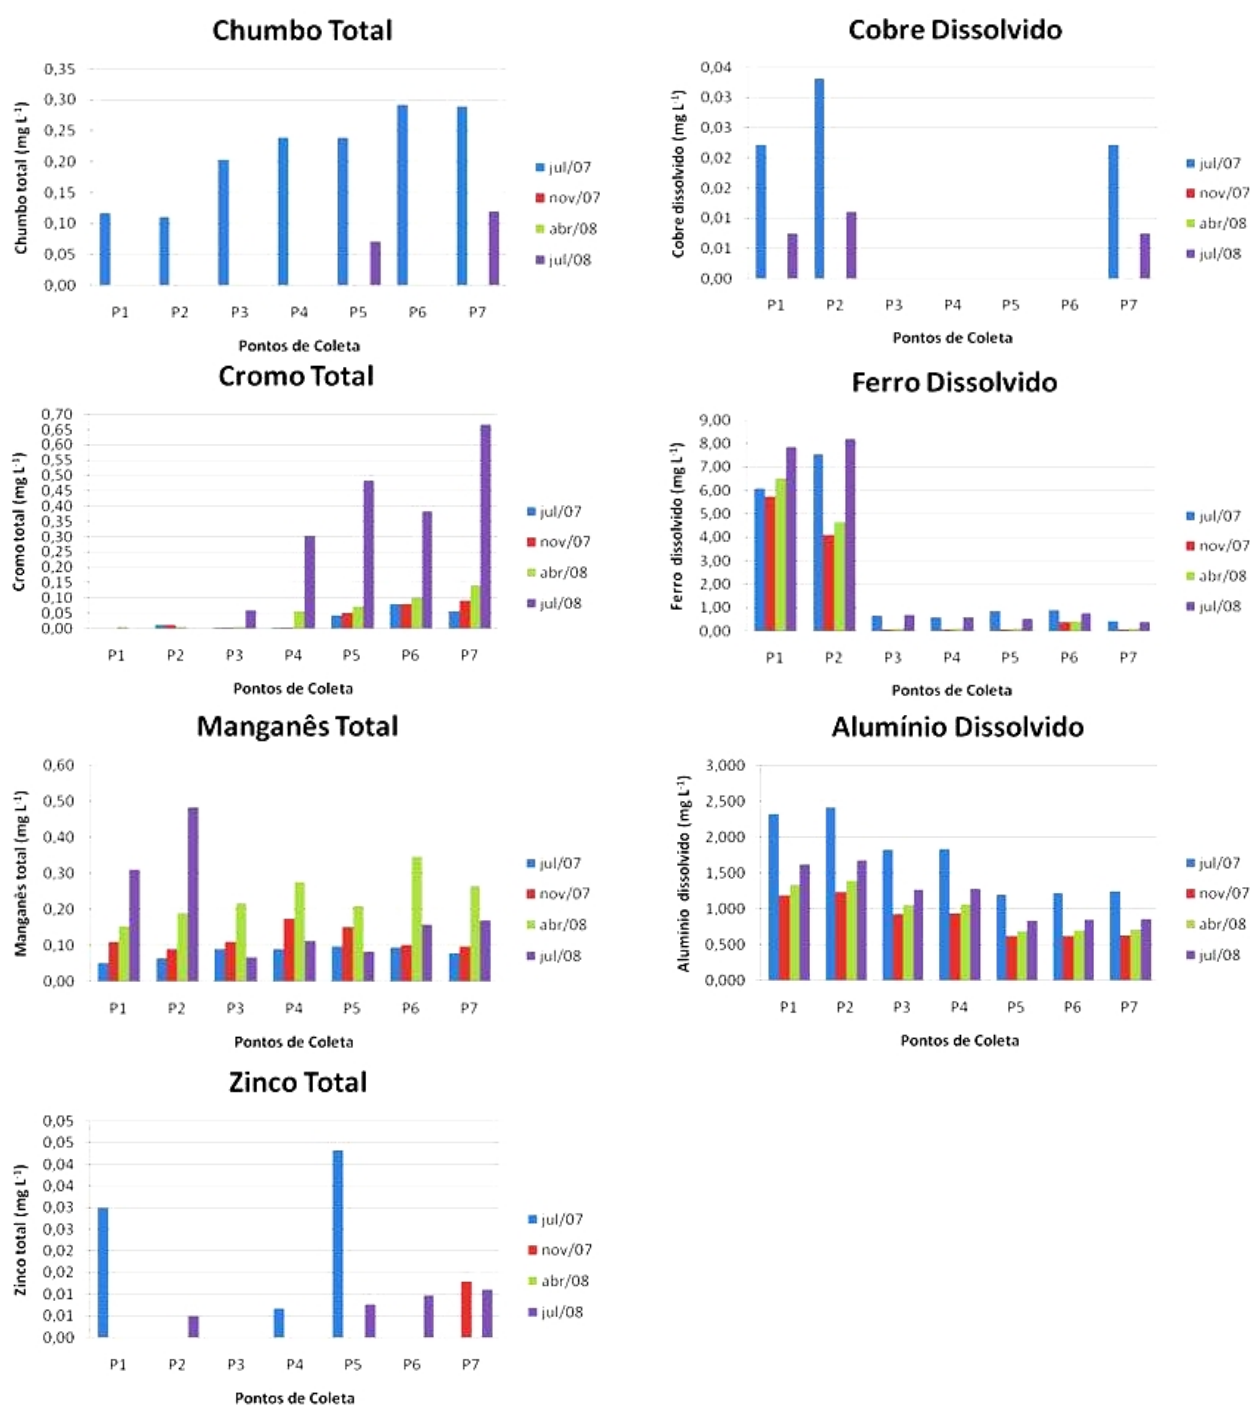 Chumbo Total
0,35
0,30
0,25
0,20
0,15
0,10
0,05
0,00
Chumbo total (mg L-1)
P1 P2 P3 P4 P5 P6 P7
Pontos de Coleta
jul/07
nov/07
abr/08
jul/08
Cobre Dissolvido
0,04
0,03
0,03
0,02
0,02
0,01
0,01
0,00
Cobre dissolvido (mg L-1)
P1 P2 P3 P4 P5 P6 P7
Pontos de Coleta
jul/07
nov/07
abr/08
jul/08
Cromo Total
0,70
0,65
0,60
0,55
0,50
0,45
0,40
0,35
0,30
0,25
0,20
0,15
0,10
0,05
0,00
Cromo total (mg L-1)
P1 P2 P3 P4 P5 P6 P7
Pontos de Coleta
jul/07
nov/07
abr/08
jul/08
Ferro Dissolvido
9,00
8,00
7,00
6,00
5,00
4,00
3,00
2,00
1,00
0,00
Ferro dissolvido (mg L-1)
P1 P2 P3 P4 P5 P6 P7
Pontos de Coleta
jul/07
nov/07
abr/08
jul/08
Manganês Total
0,60
0,50
0,40
0,30
0,20
0,10
0,00
Manganês total (mg L-1)
P1 P2 P3 P4 P5 P6 P7
Pontos de Coleta
jul/07
nov/07
abr/08
jul/08
Alumínio Dissolvido
3,000
2,500
2,000
1,500
1,000
0,500
0,000
Alumínio dissolvido (mg L-1)
P1 P2 P3 P4 P5 P6 P7
Pontos de Coleta
jul/07
nov/07
abr/08
jul/08
Zinco Total
0,05
0,05
0,04
0,04
0,03
0,03
0,02
0,02
0,01
0,01
0,00
Zinco total (mg L-1)
P1 P2 P3 P4 P5 P6 P7
Pontos de Coleta
jul/07
nov/07
abr/08
jul/08